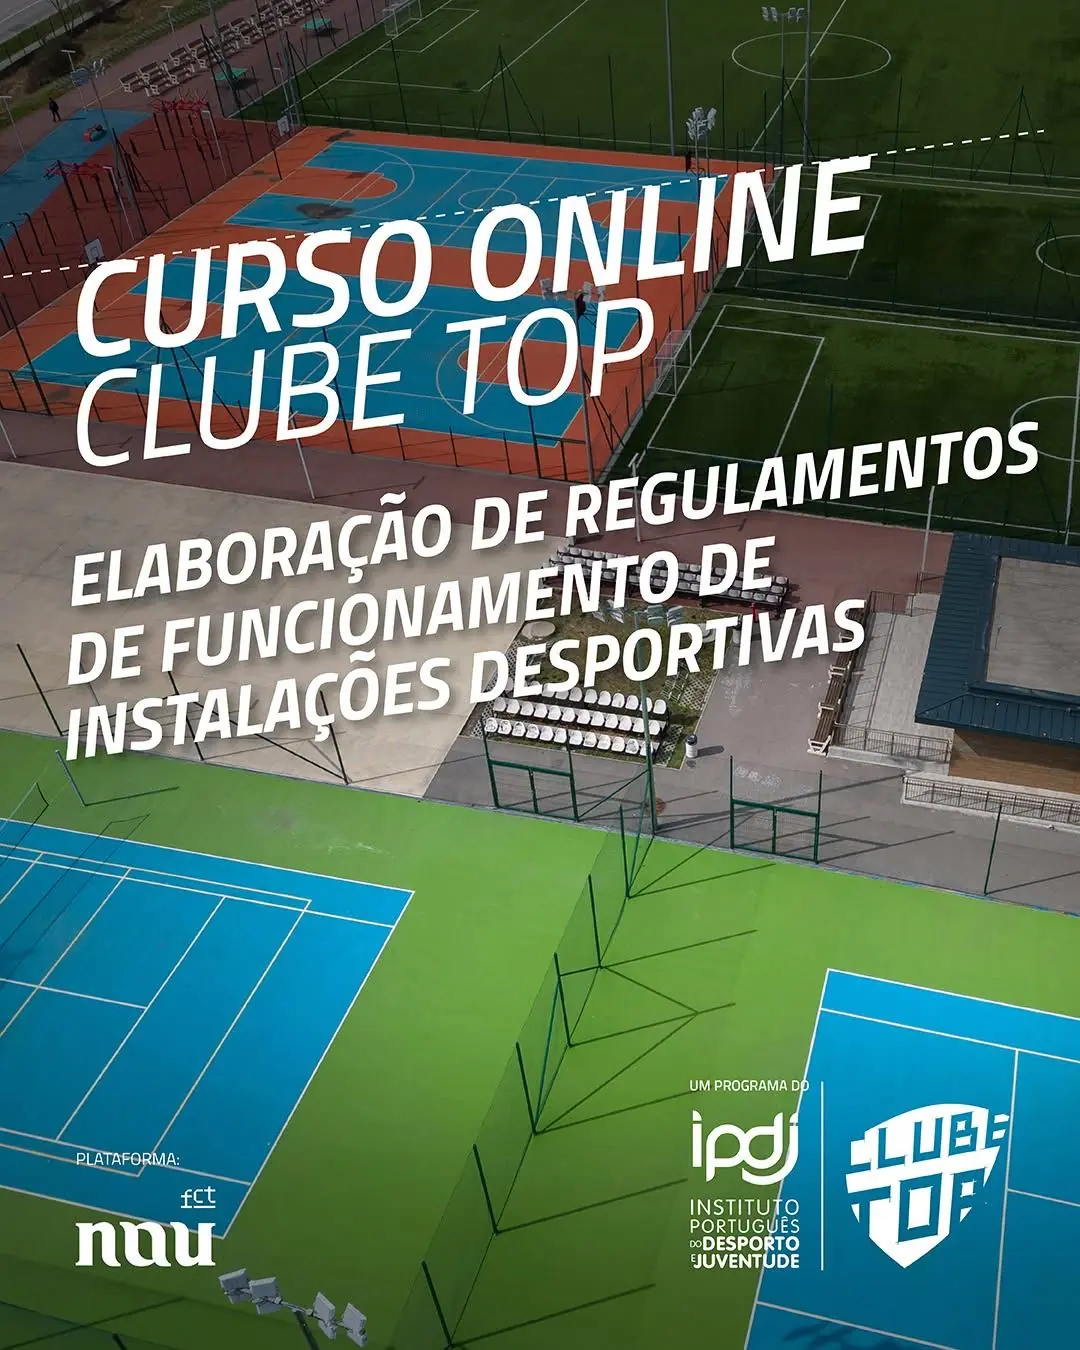 CURSO ONLINE
CLUBE TOP
ELABORAÇÃO DE REGULAMENTOS
DE FUNCIONAMENTO DE
INSTALAÇÕES DESPORTIVAS
PLATAFORMA:
fct
nau
UM PROGRAMA DO
ipdj
INSTITUTO
PORTUGUÊS
DO DESPORTO
E JUVENTUDE
CLUBE
TOP